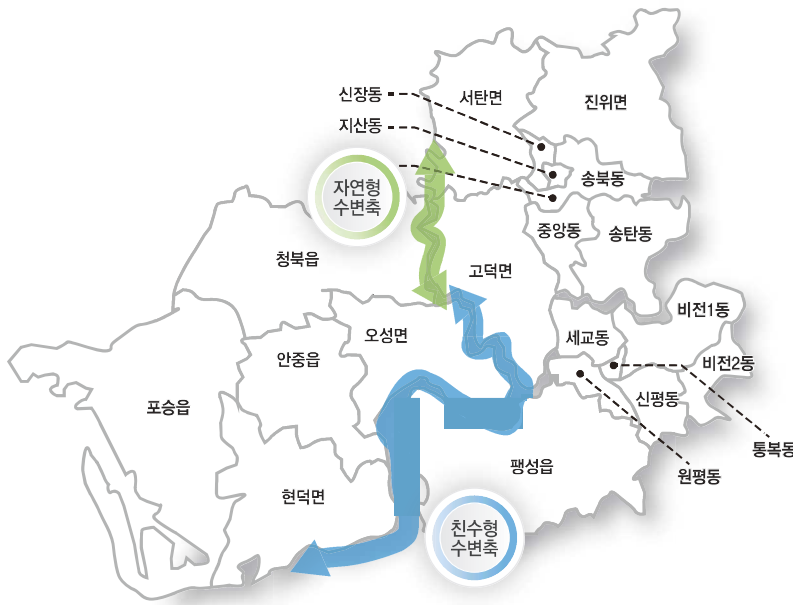 서탄면
진위면
신장동
지산동
송북동
자연형
수변축
중앙동
송탄동
청북읍
고덕면
비전1동
오성면
세교동
안중읍
비전2동
포승읍
신평동
통복동
팽성읍
원평동
현덕면
친수형
수변축